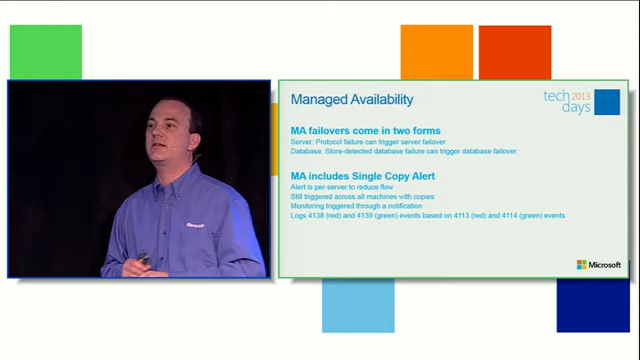 Managed Availability
tech 2013
days
MA failovers come in two forms
Server: Protocol failure can trigger server failover
Database: Store-detected database failure can trigger database failover
MA includes Single Copy Alert
Alert is per-server to reduce flow
Still triggered across all machines with copies
Monitoring triggered through a notification
Logs 4138 (red) and 4139 (green) events based on 4113 (red) and 4114 (green) events
Microsoft